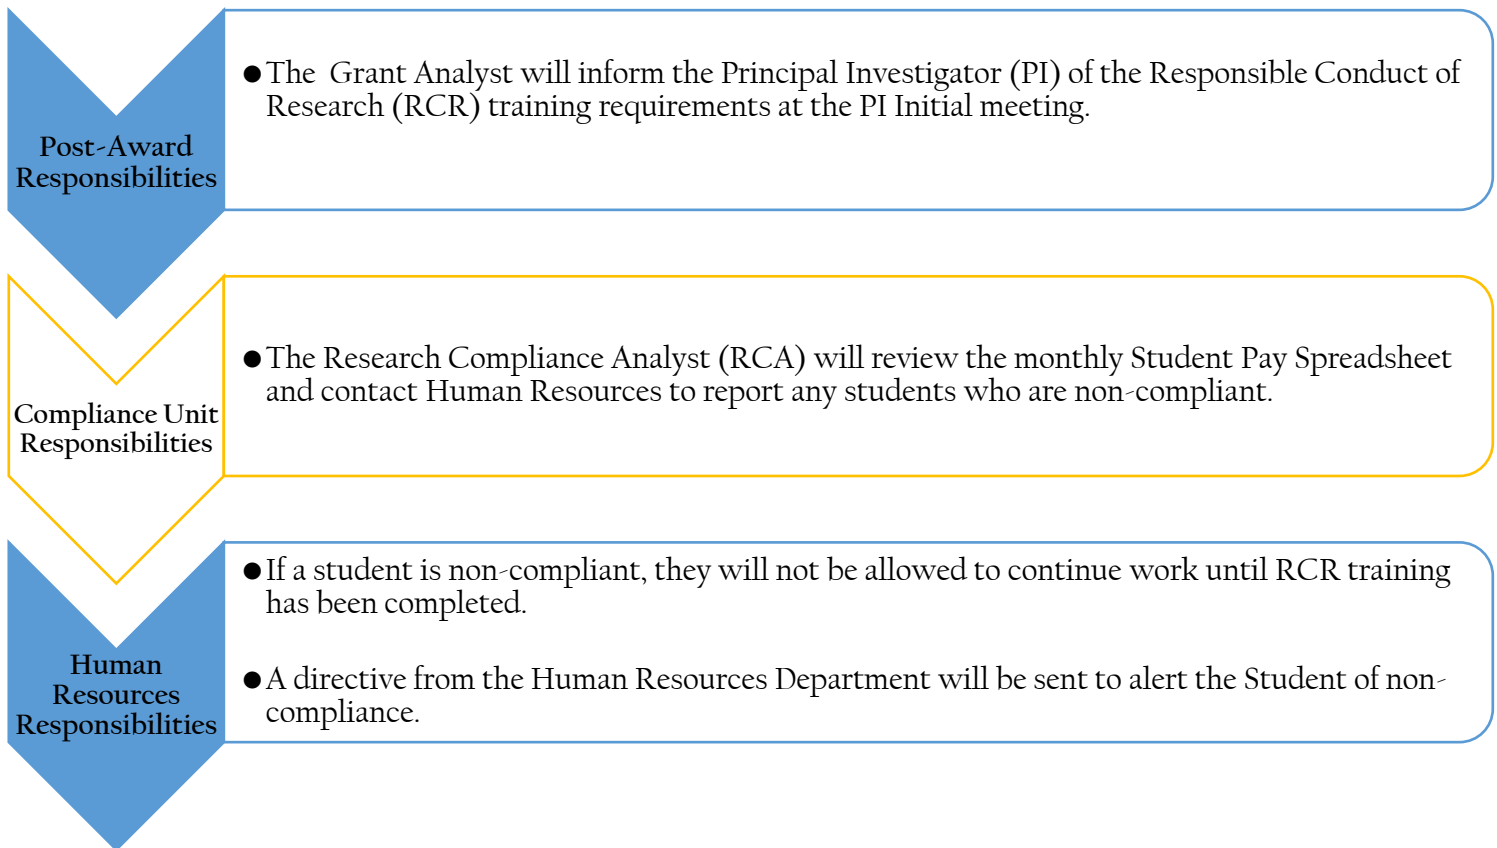 Post-Award
Responsibilities
●The  Grant Analyst will inform the Principal Investigator (PI) of the Responsible Conduct of
Research (RCR) training requirements at the PI Initial meeting.
Compliance Unit
Responsibilities
●The Research Compliance Analyst (RCA) will review the monthly Student Pay Spreadsheet
and contact Human Resources to report any students who are non-compliant.
Human
Resources
Responsibilities
●If a student is non-compliant, they will not be allowed to continue work until RCR training
has been completed.
●A directive from the Human Resources Department will be sent to alert the Student of non-
compliance.